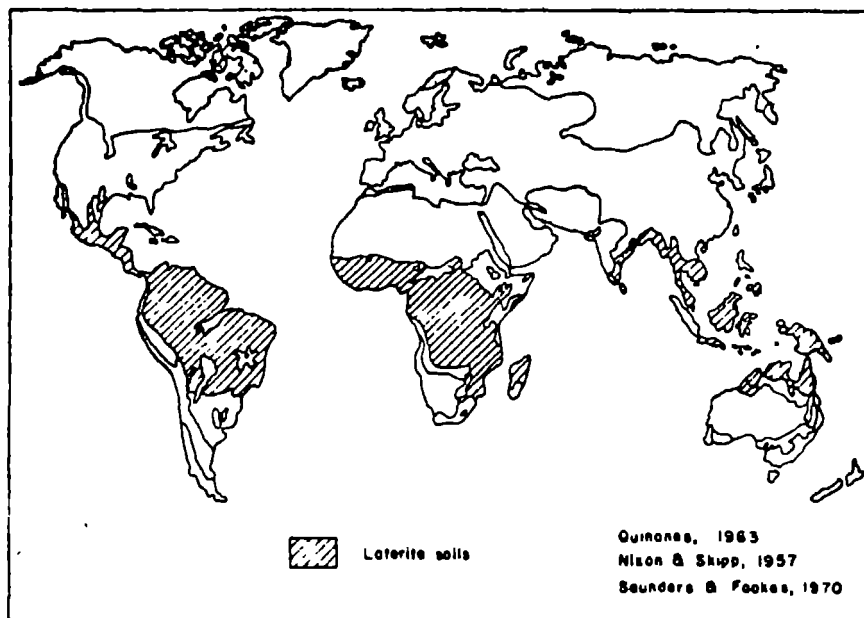 Laterite soils
Quinones, 1963
Nixon & Skipp, 1957
Saunders & Fookes, 1970